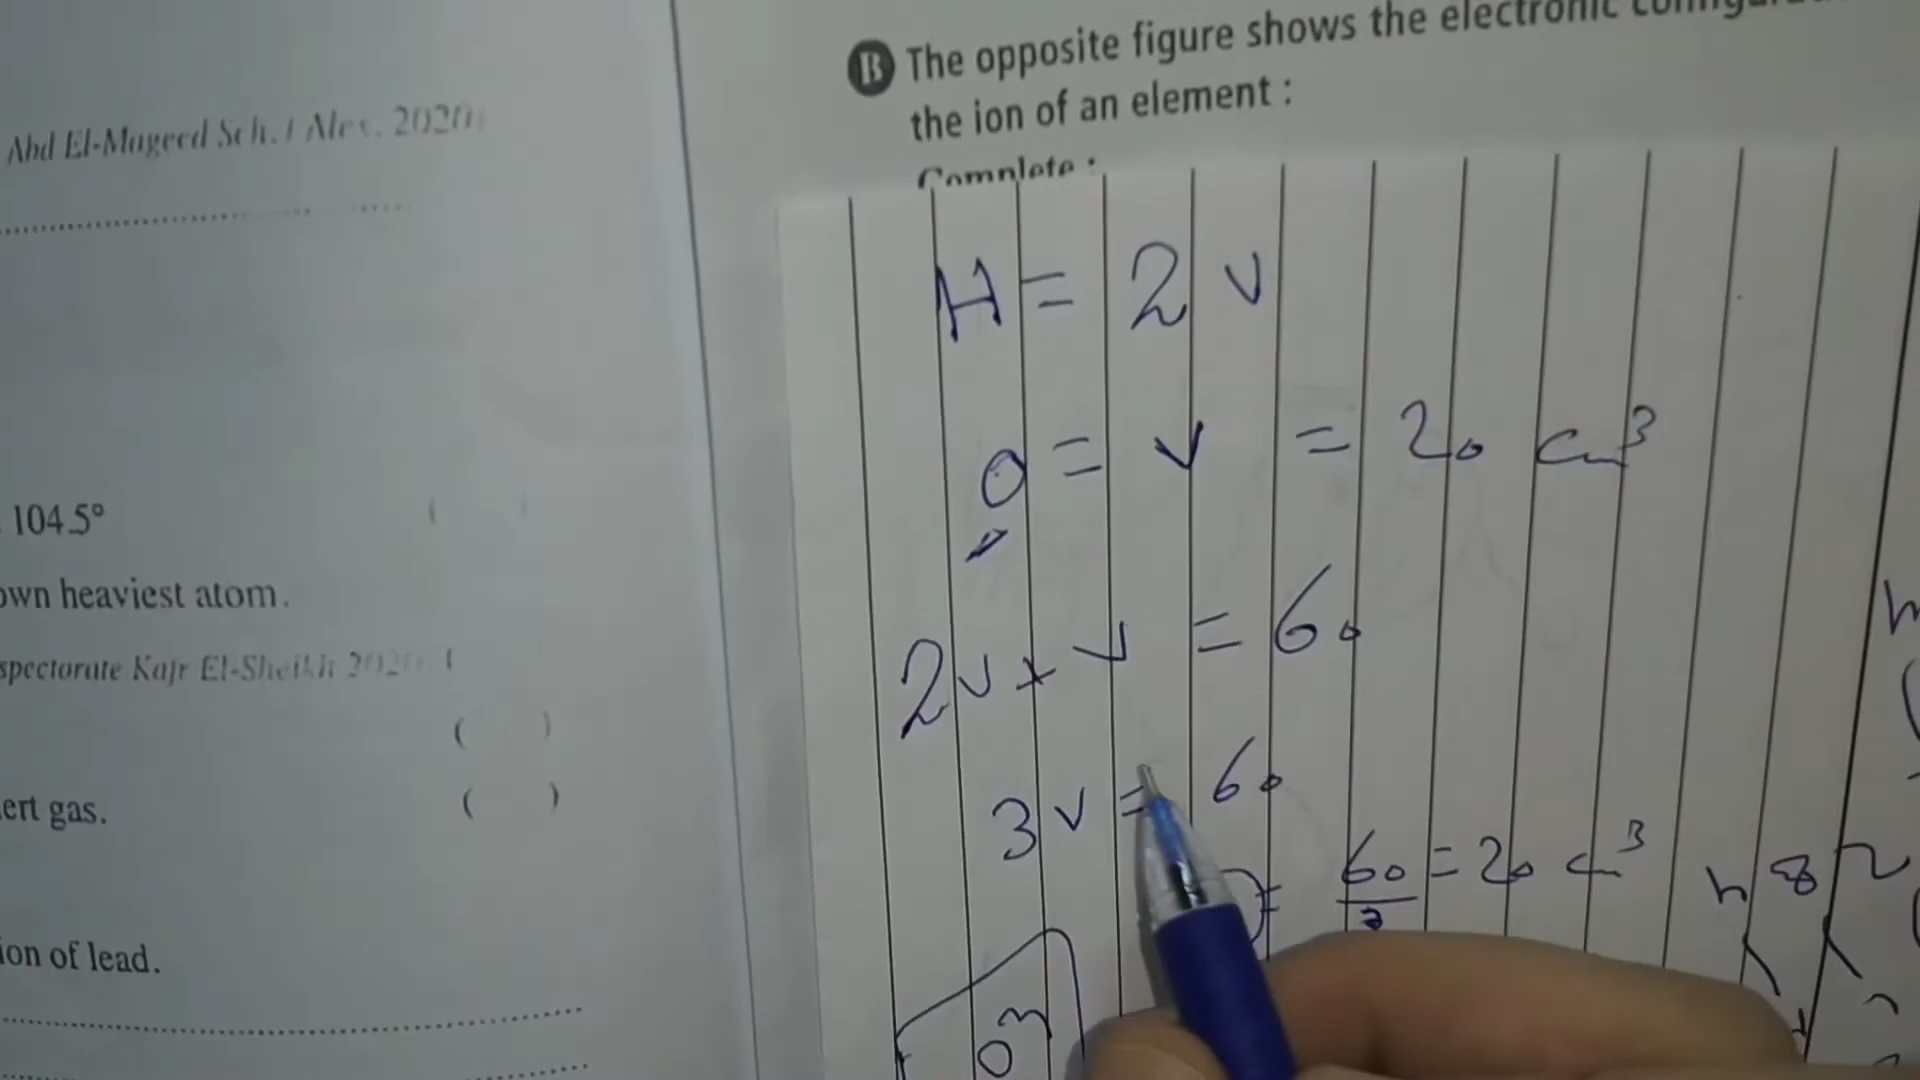 Abd El-Mageed Sch. / Alex. 2020
104.5° ( )
own heaviest atom.
spectorate Kafr El-Sheikh 2020 (
( )
ert gas. ( )
ion of lead.
B The opposite figure shows the electronic
the ion of an element :
Complete :
H = 2 V
O = V = 20 cm³
2V + V = 60
3V = 60
= 60/3 = 20 cm³